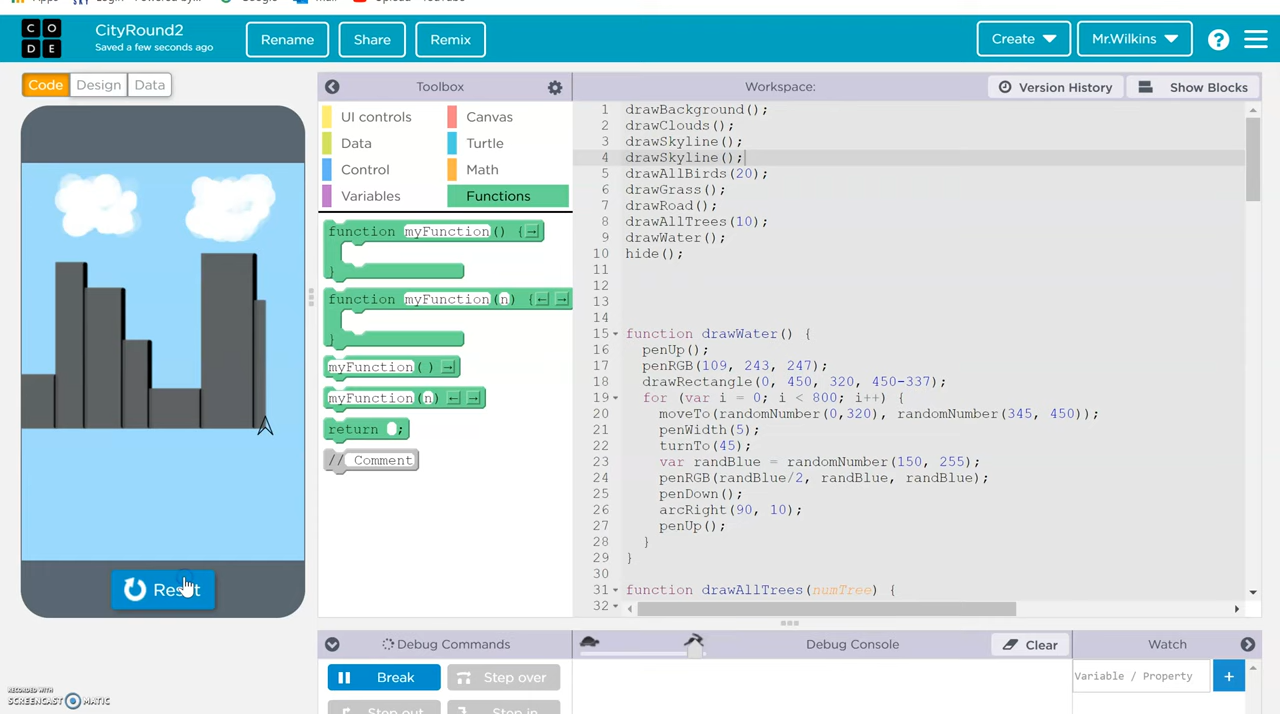 CODE
CityRound2
Saved a few seconds ago
Rename
Share
Remix
Create
Mr.Wilkins
?
Code
Design
Data
Toolbox
Workspace:
Version History
Show Blocks
UI controls
Canvas
Data
Turtle
Control
Math
Variables
Functions
function myFunction() {
}
function myFunction(n) {
}
myFunction()
myFunction(n)
return ;
// Comment
1 drawBackground();
2 drawClouds();
3 drawSkyline();
4 drawSkyline();
5 drawAllBirds(20);
6 drawGrass();
7 drawRoad();
8 drawAllTrees(10);
9 drawWater();
10 hide();
11
12
13
14
15 function drawWater() {
16 penUp();
17 penRGB(109, 243, 247);
18 drawRectangle(0, 450, 320, 450-337);
19 for (var i = 0; i < 800; i++) {
20 moveTo(randomNumber(0,320), randomNumber(345, 450));
21 penWidth(5);
22 turnTo(45);
23 var randBlue = randomNumber(150, 255);
24 penRGB(randBlue/2, randBlue, randBlue);
25 penDown();
26 arcRight(90, 10);
27 penUp();
28 }
29 }
30
31 function drawAllTrees(numTree) {
32
Reset
Debug Commands
Debug Console
Clear
Watch
Break
Step over
Step out
Step in
Variable / Property
+
RECORDED WITH
SCREENCAST MATIC